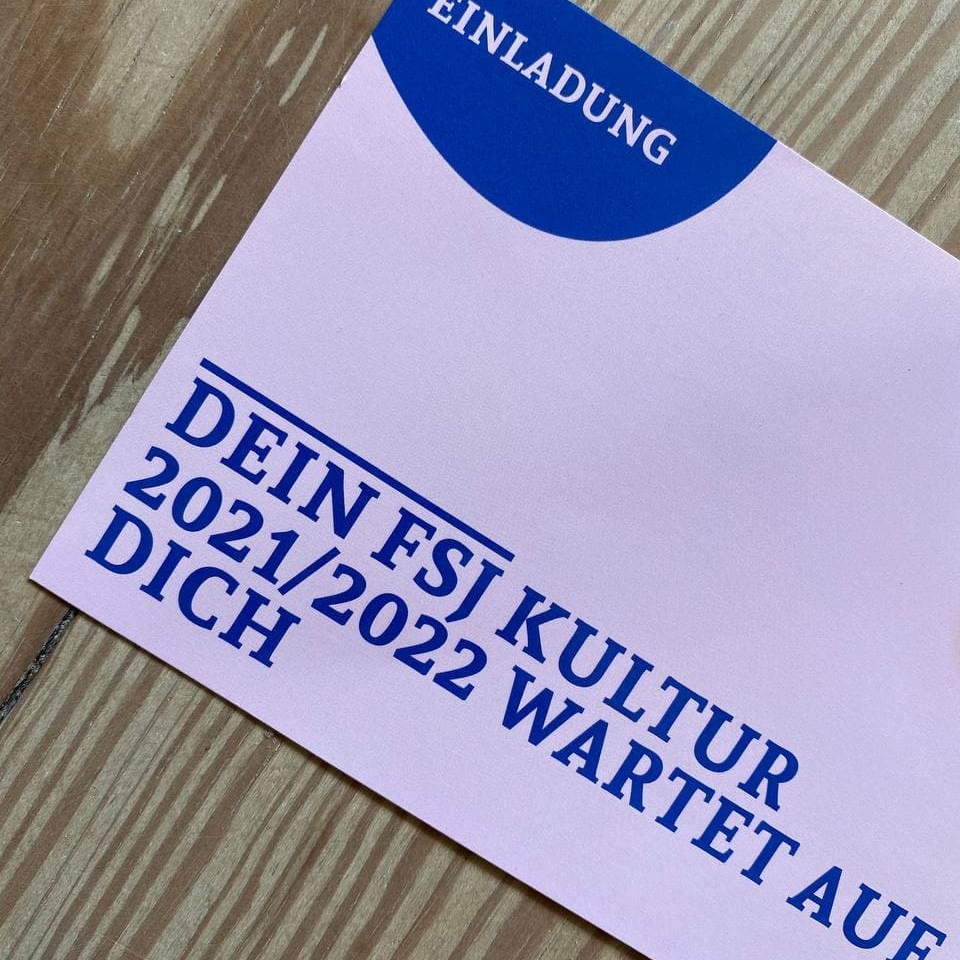 EINLADUNG
DEIN FSJ KULTUR
2021/2022 WARTET AUF
DICH